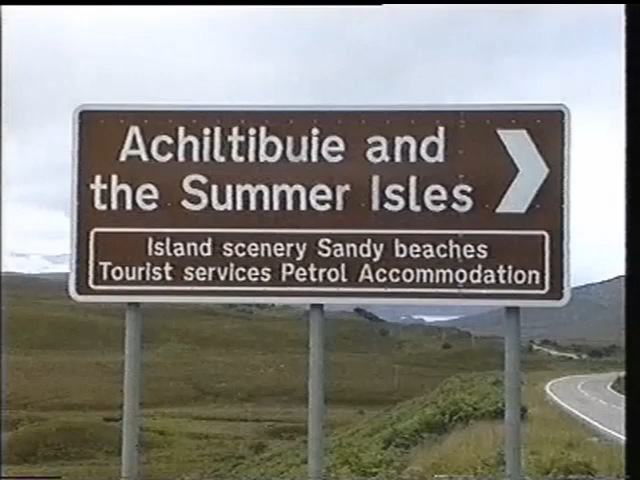 Achiltibuie and
the Summer Isles
Island scenery Sandy beaches
Tourist services Petrol Accommodation